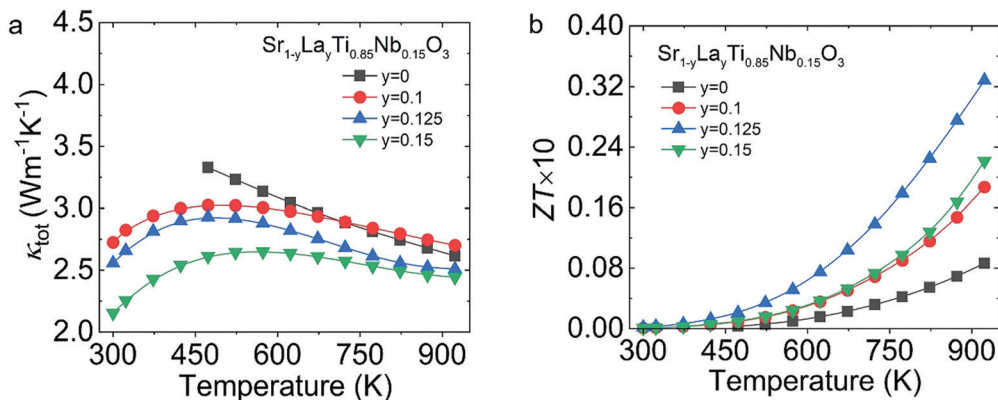 a
4.5
4.0
3.5
3.0
2.5
2.0
κtot (Wm⁻¹K⁻¹)
Sr1-yLayTi0.85Nb0.15O3
y=0
y=0.1
y=0.125
y=0.15
300 450 600 750 900
Temperature (K)
b
0.40
0.32
0.24
0.16
0.08
0.00
ZT×10
Sr1-yLayTi0.85Nb0.15O3
y=0
y=0.1
y=0.125
y=0.15
300 450 600 750 900
Temperature (K)